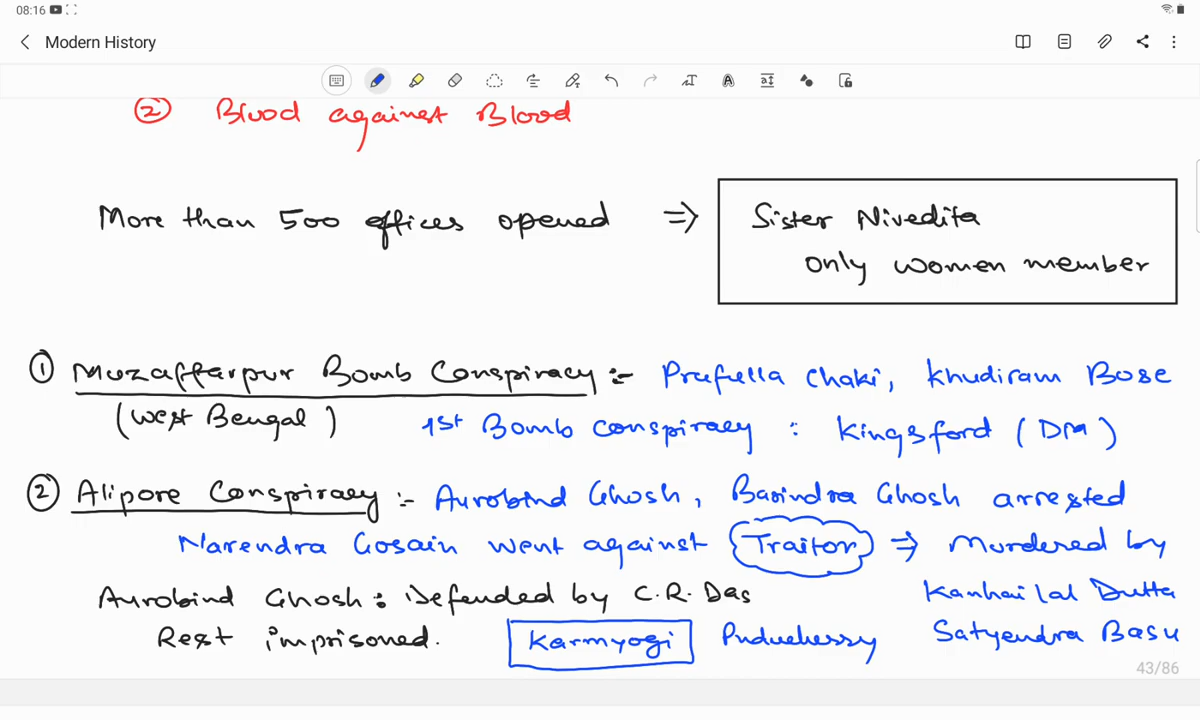 08:16
Modern History
② Blood against Blood
More than 500 offices opened ⇒ Sister Nivedita
only women member
① Muzaffarpur Bomb Conspiracy :- Prafulla Chaki, Khudiram Bose
(West Bengal) 1st Bomb conspiracy : Kingsford (DM)
② Alipore Conspiracy :- Aurobind Ghosh, Barindra Ghosh arrested
Narendra Gosain went against (Traitor) ⇒ Murdered by
Aurobind Ghosh : Defended by C.R. Das Kanhai lal Dutta
Rest imprisoned. Karmyogi Puducherry Satyendra Basu
43/86